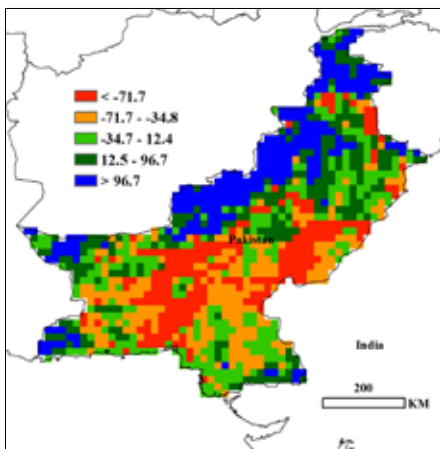 < -71.7
-71.7 - -34.8
-34.7 - 12.4
12.5 - 96.7
> 96.7
Pakistan
India
200
KM